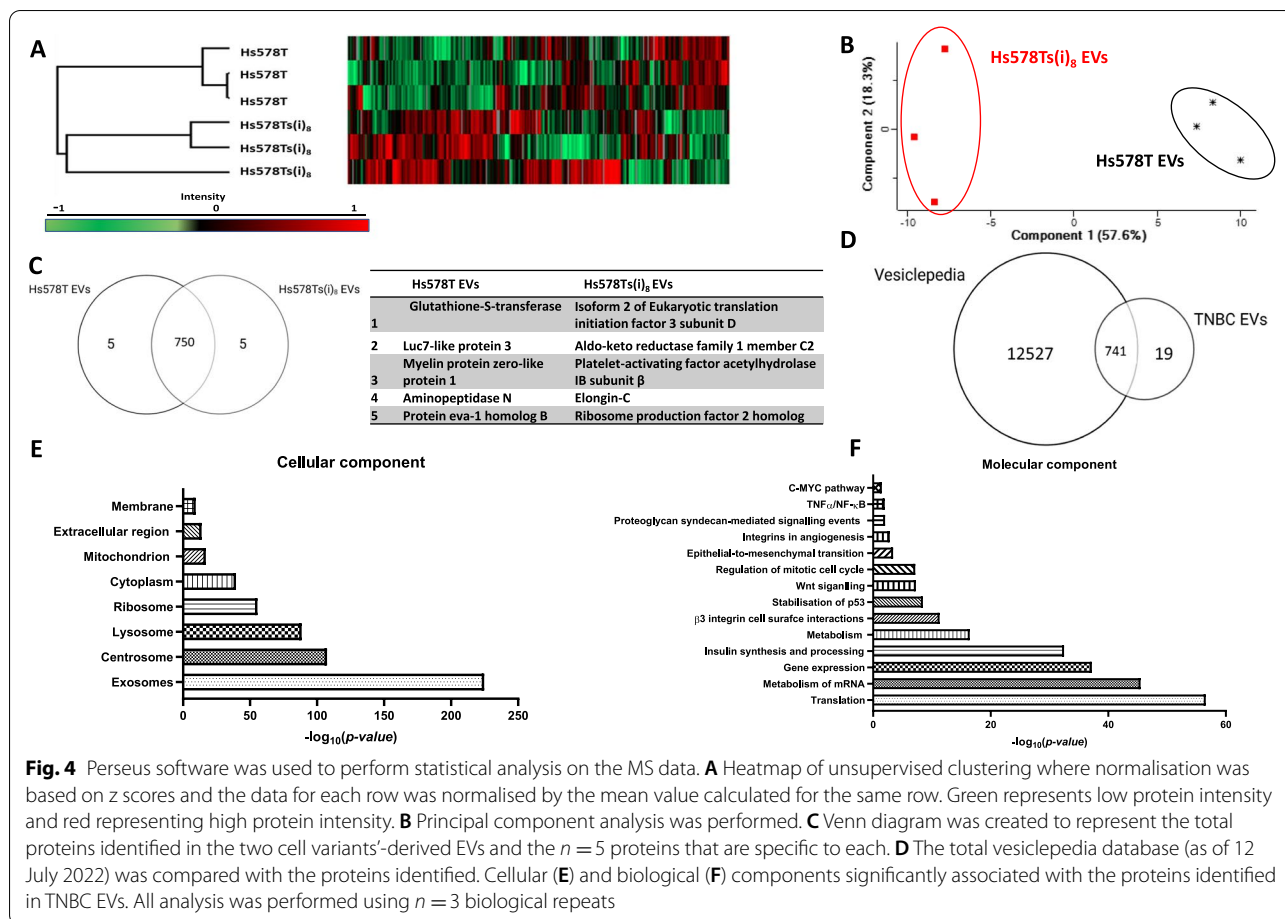 A
Hs578T
Hs578T
Hs578T
Hs578Ts(i)₈
Hs578Ts(i)₈
Hs578Ts(i)₈
Intensity
−1 0 1
B
Hs578Ts(i)₈ EVs
Hs578T EVs
Component 2 (18.3%)
0
-10 -5 0 5 10
Component 1 (57.6%)
C
Hs578T EVs
Hs578Ts(i)₈ EVs
5 750 5
Hs578T EVs Hs578Ts(i)₈ EVs
1 Glutathione-S-transferase Isoform 2 of Eukaryotic translation
initiation factor 3 subunit D
2 Luc7-like protein 3 Aldo-keto reductase family 1 member C2
3 Myelin protein zero-like protein 1 Platelet-activating factor acetylhydrolase
IB subunit β
4 Aminopeptidase N Elongin-C
5 Protein eva-1 homolog B Ribosome production factor 2 homolog
D
Vesiclepedia
TNBC EVs
12527 741 19
E
Cellular component
Membrane
Extracellular region
Mitochondrion
Cytoplasm
Ribosome
Lysosome
Centrosome
Exosomes
0 50 100 150 200 250
-log₁₀(p-value)
F
Molecular component
C-MYC pathway
TNFα/NF-κB
Proteoglycan syndecan-mediated signalling events
Integrins in angiogenesis
Epithelial-to-mesenchymal transition
Regulation of mitotic cell cycle
Wnt siganlling
Stabilisation of p53
β3 integrin cell surafce interactions
Metabolism
Insulin synthesis and processing
Gene expression
Metabolism of mRNA
Translation
0 20 40 60
-log₁₀(p-value)
Fig. 4 Perseus software was used to perform statistical analysis on the MS data. A Heatmap of unsupervised clustering where normalisation was
based on z scores and the data for each row was normalised by the mean value calculated for the same row. Green represents low protein intensity
and red representing high protein intensity. B Principal component analysis was performed. C Venn diagram was created to represent the total
proteins identified in the two cell variants'-derived EVs and the n = 5 proteins that are specific to each. D The total vesiclepedia database (as of 12
July 2022) was compared with the proteins identified. Cellular (E) and biological (F) components significantly associated with the proteins identified
in TNBC EVs. All analysis was performed using n = 3 biological repeats